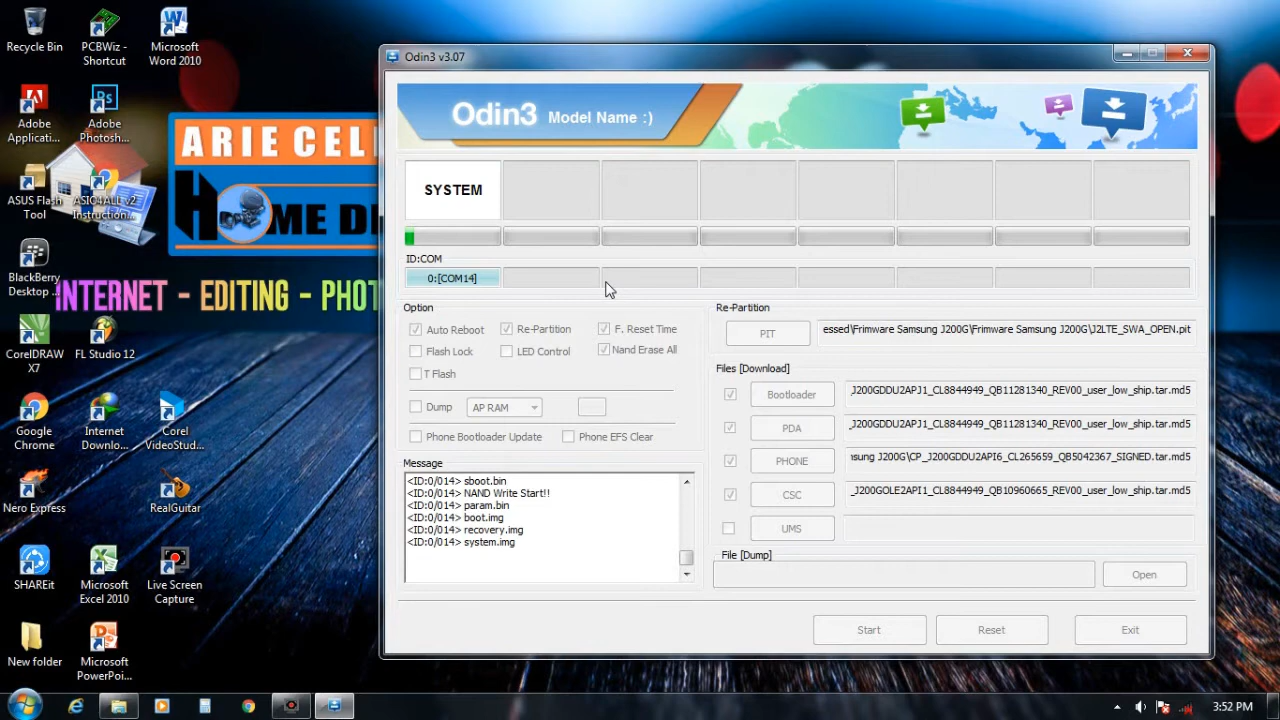 Recycle Bin
PCBWiz -
Shortcut
Microsoft
Word 2010
Adobe
Applicati...
Adobe
Photosh...
ASUS Flash
Tool
ASIO4ALL v2
Instruction...
BlackBerry
Desktop ...
CorelDRAW
X7
FL Studio 12
Google
Chrome
Internet
Downlo...
Corel
VideoStud...
Nero Express
RealGuitar
SHAREit
Microsoft
Excel 2010
Live Screen
Capture
New folder
Microsoft
PowerPoi...
ARIE CEL
HOME DE
INTERNET - EDITING - PHOT
Odin3 v3.07
Odin3 Model Name :)
SYSTEM
ID:COM
0:[COM14]
Option
Auto Reboot
Re-Partition
F. Reset Time
Flash Lock
LED Control
Nand Erase All
T Flash
Dump
AP RAM
Phone Bootloader Update
Phone EFS Clear
Message
<ID:0/014> sboot.bin
<ID:0/014> NAND Write Start!!
<ID:0/014> param.bin
<ID:0/014> boot.img
<ID:0/014> recovery.img
<ID:0/014> system.img
Re-Partition
PIT
essed\Frimware Samsung J200G\Frimware Samsung J200G\J2LTE_SWA_OPEN.pit
Files [Download]
Bootloader
_J200GDDU2APJ1_CL8844949_QB11281340_REV00_user_low_ship.tar.md5
PDA
_J200GDDU2APJ1_CL8844949_QB11281340_REV00_user_low_ship.tar.md5
PHONE
sung J200G\CP_J200GDDU2API6_CL265659_QB5042367_SIGNED.tar.md5
CSC
_J200GOLE2API1_CL8844949_QB10960665_REV00_user_low_ship.tar.md5
UMS
File [Dump]
Open
Start
Reset
Exit
3:52 PM